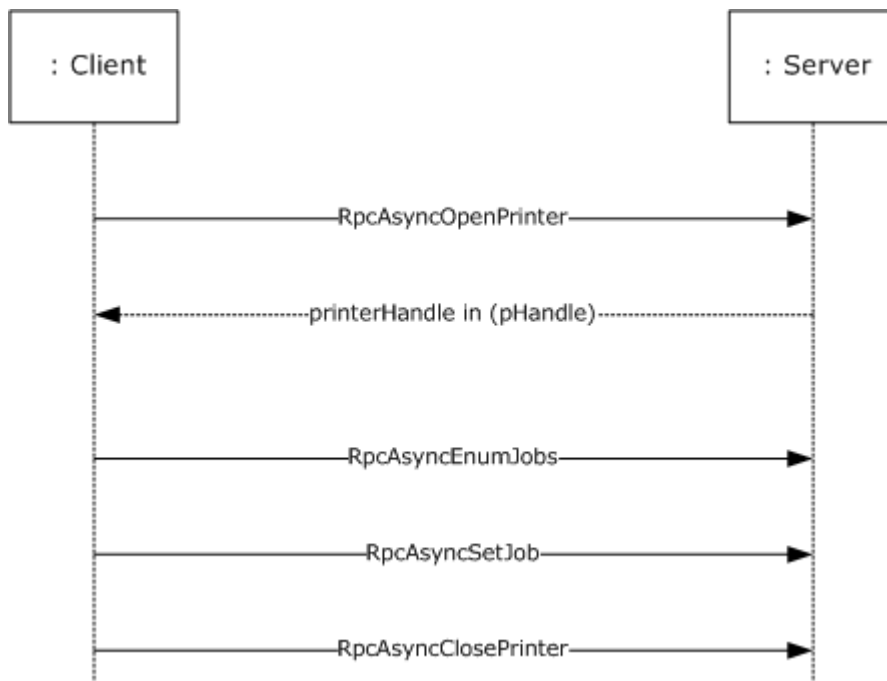 : Client
: Server
RpcAsyncOpenPrinter
printerHandle in (pHandle)
RpcAsyncEnumJobs
RpcAsyncSetJob
RpcAsyncClosePrinter